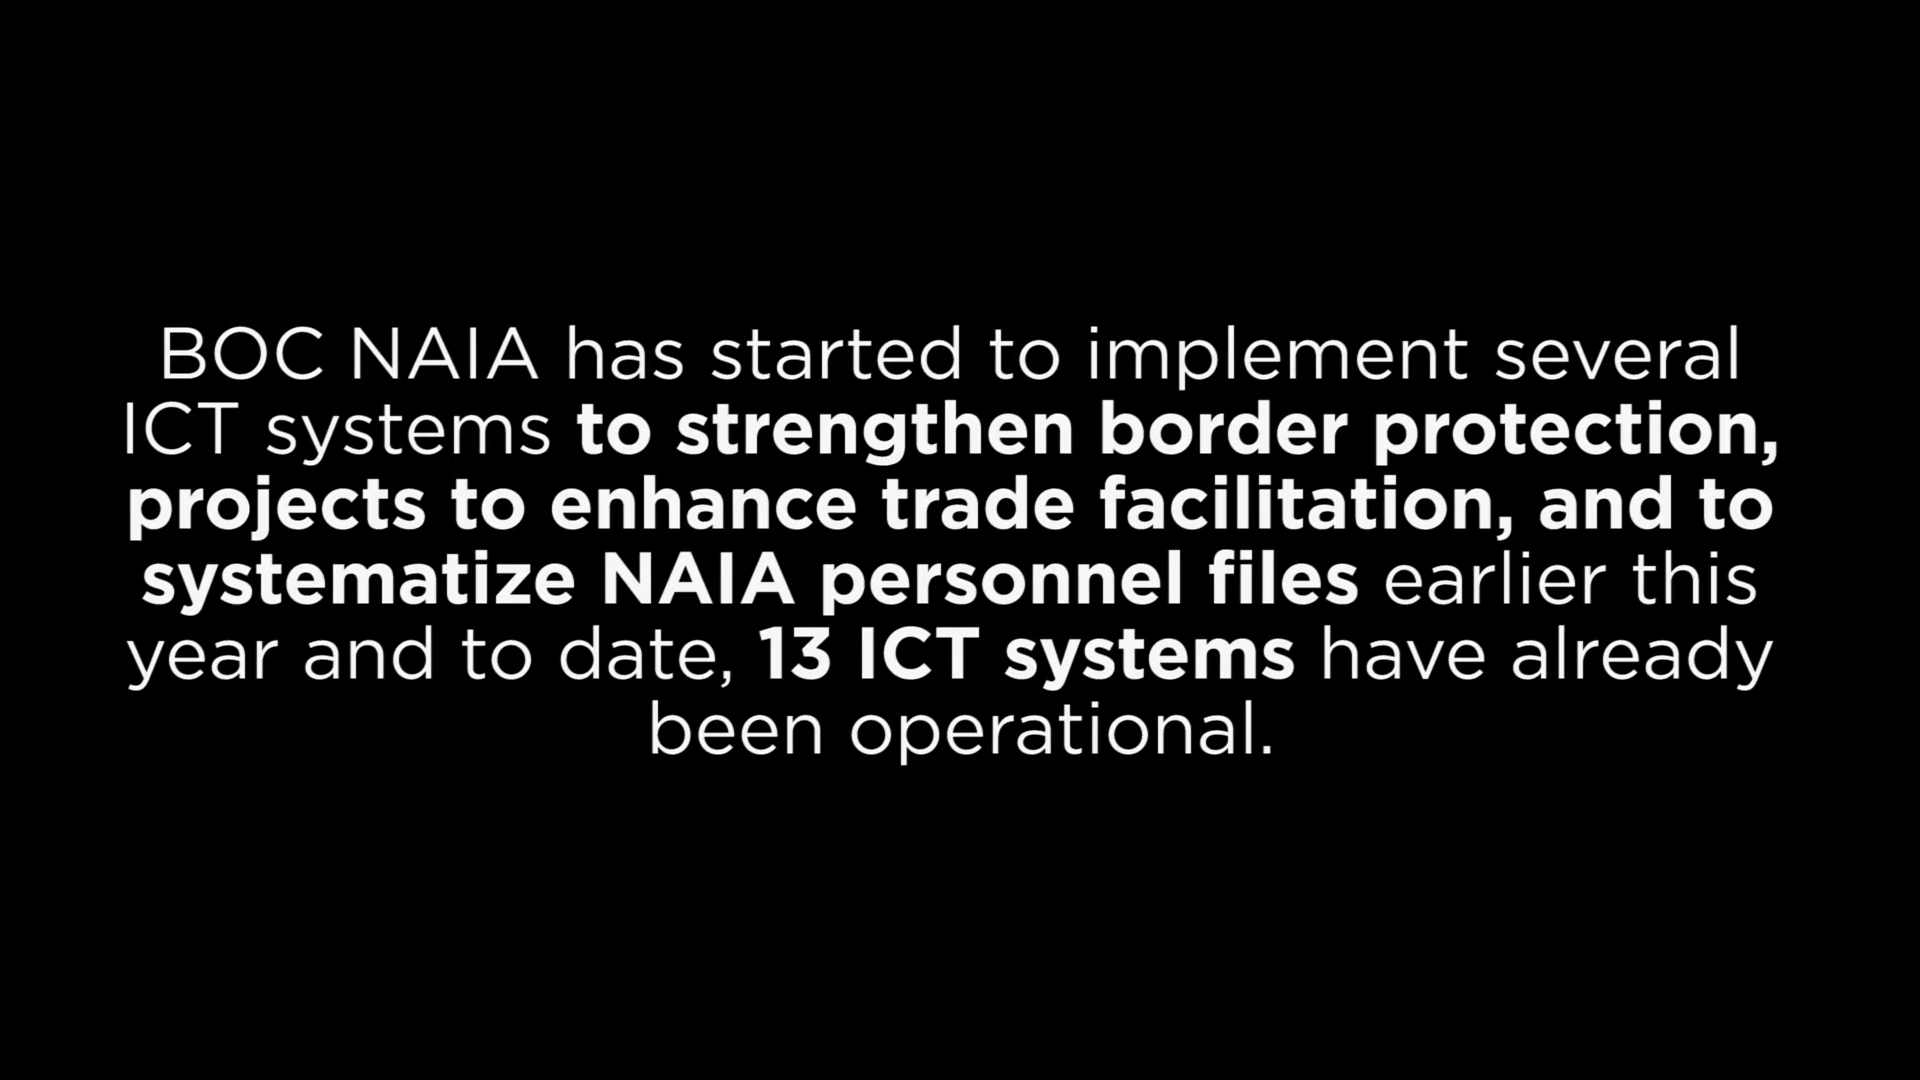 BOC NAIA has started to implement several
ICT systems to strengthen border protection,
projects to enhance trade facilitation, and to
systematize NAIA personnel files earlier this
year and to date, 13 ICT systems have already
been operational.